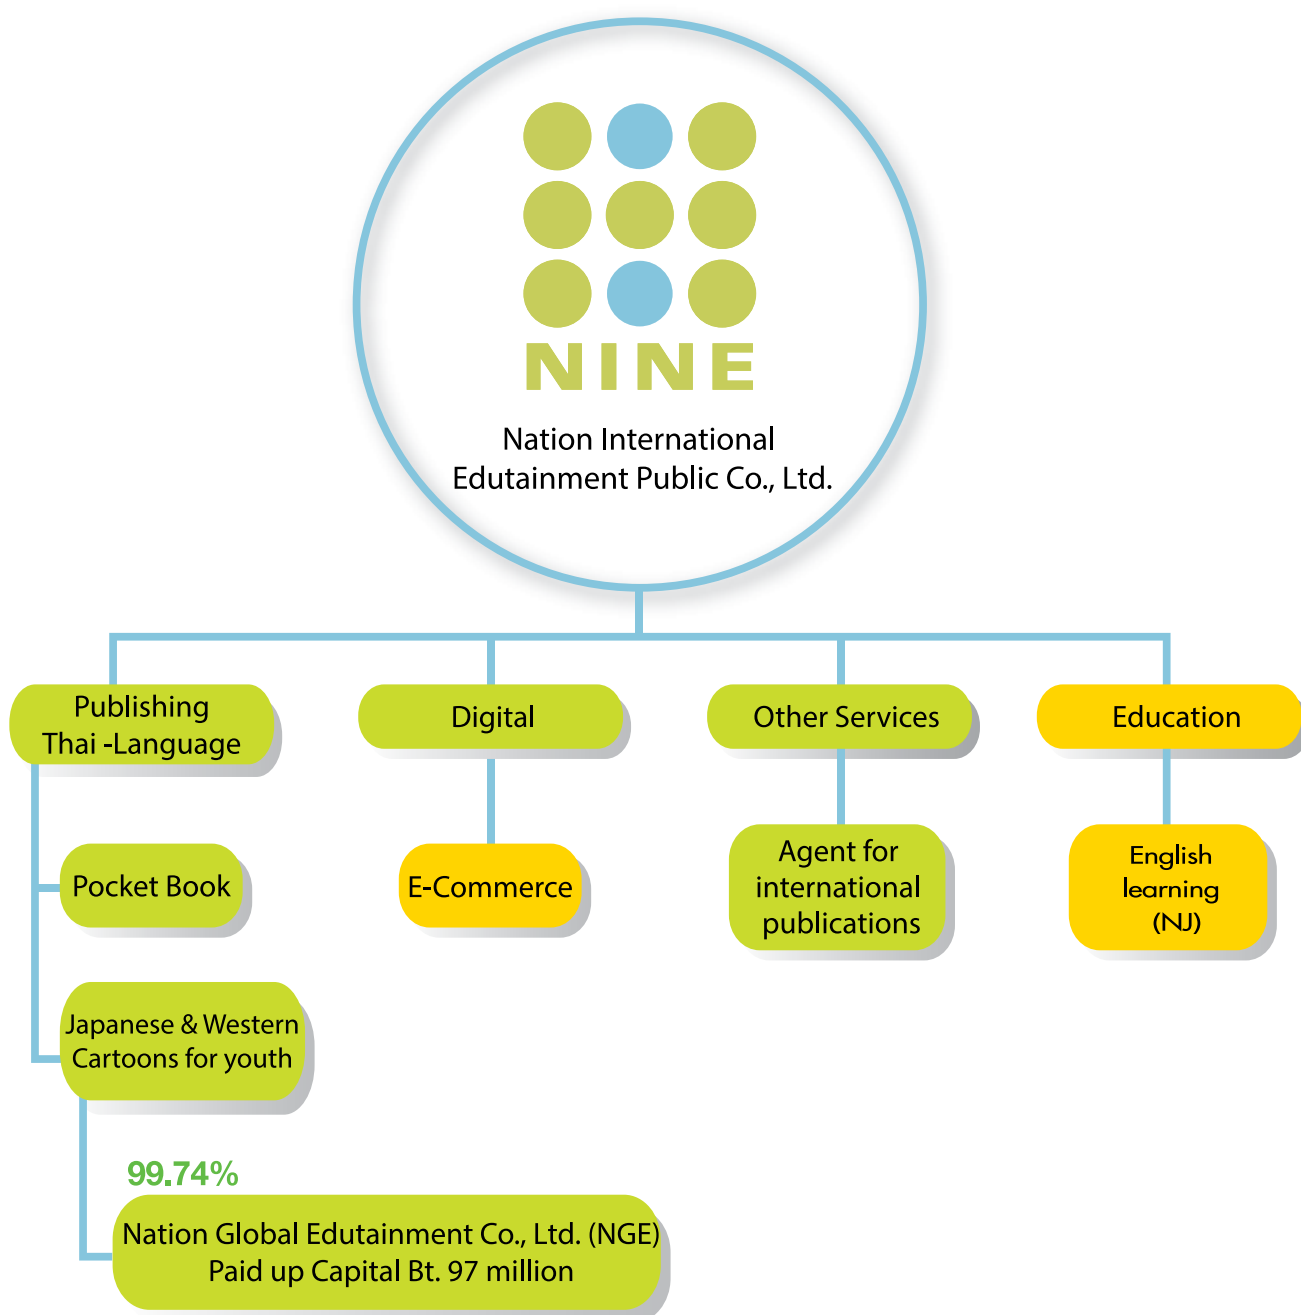 NINE
Nation International
Edutainment Public Co., Ltd.
Publishing
Thai -Language
Digital
Other Services
Education
Pocket Book
E-Commerce
Agent for
international
publications
English
learning
(NJ)
Japanese & Western
Cartoons for youth
99.74%
Nation Global Edutainment Co., Ltd. (NGE)
Paid up Capital Bt. 97 million